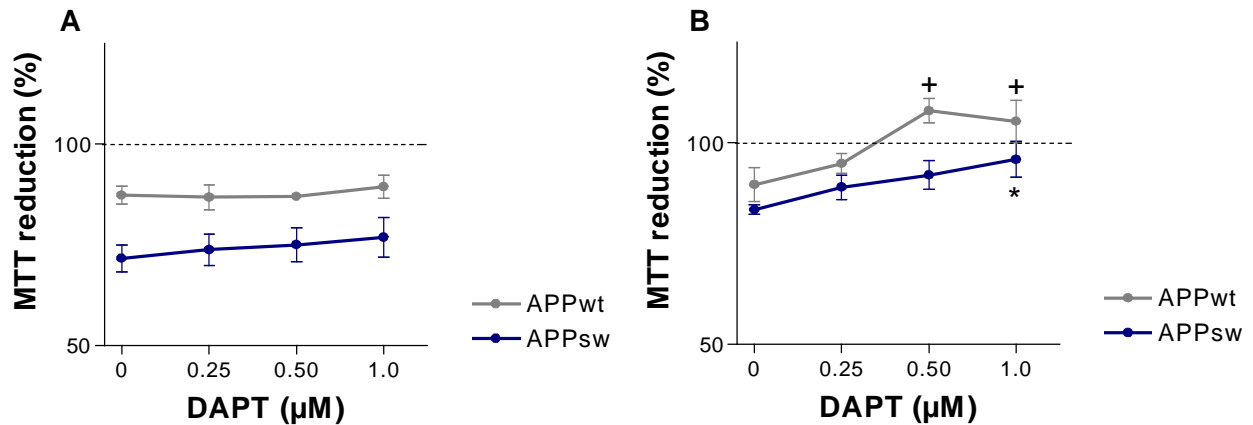 A
MTT reduction (%)
100
50
0 0.25 0.50 1.0
DAPT (µM)
APPwt
APPsw
B
MTT reduction (%)
100
50
+ +
*
0 0.25 0.50 1.0
DAPT (µM)
APPwt
APPsw